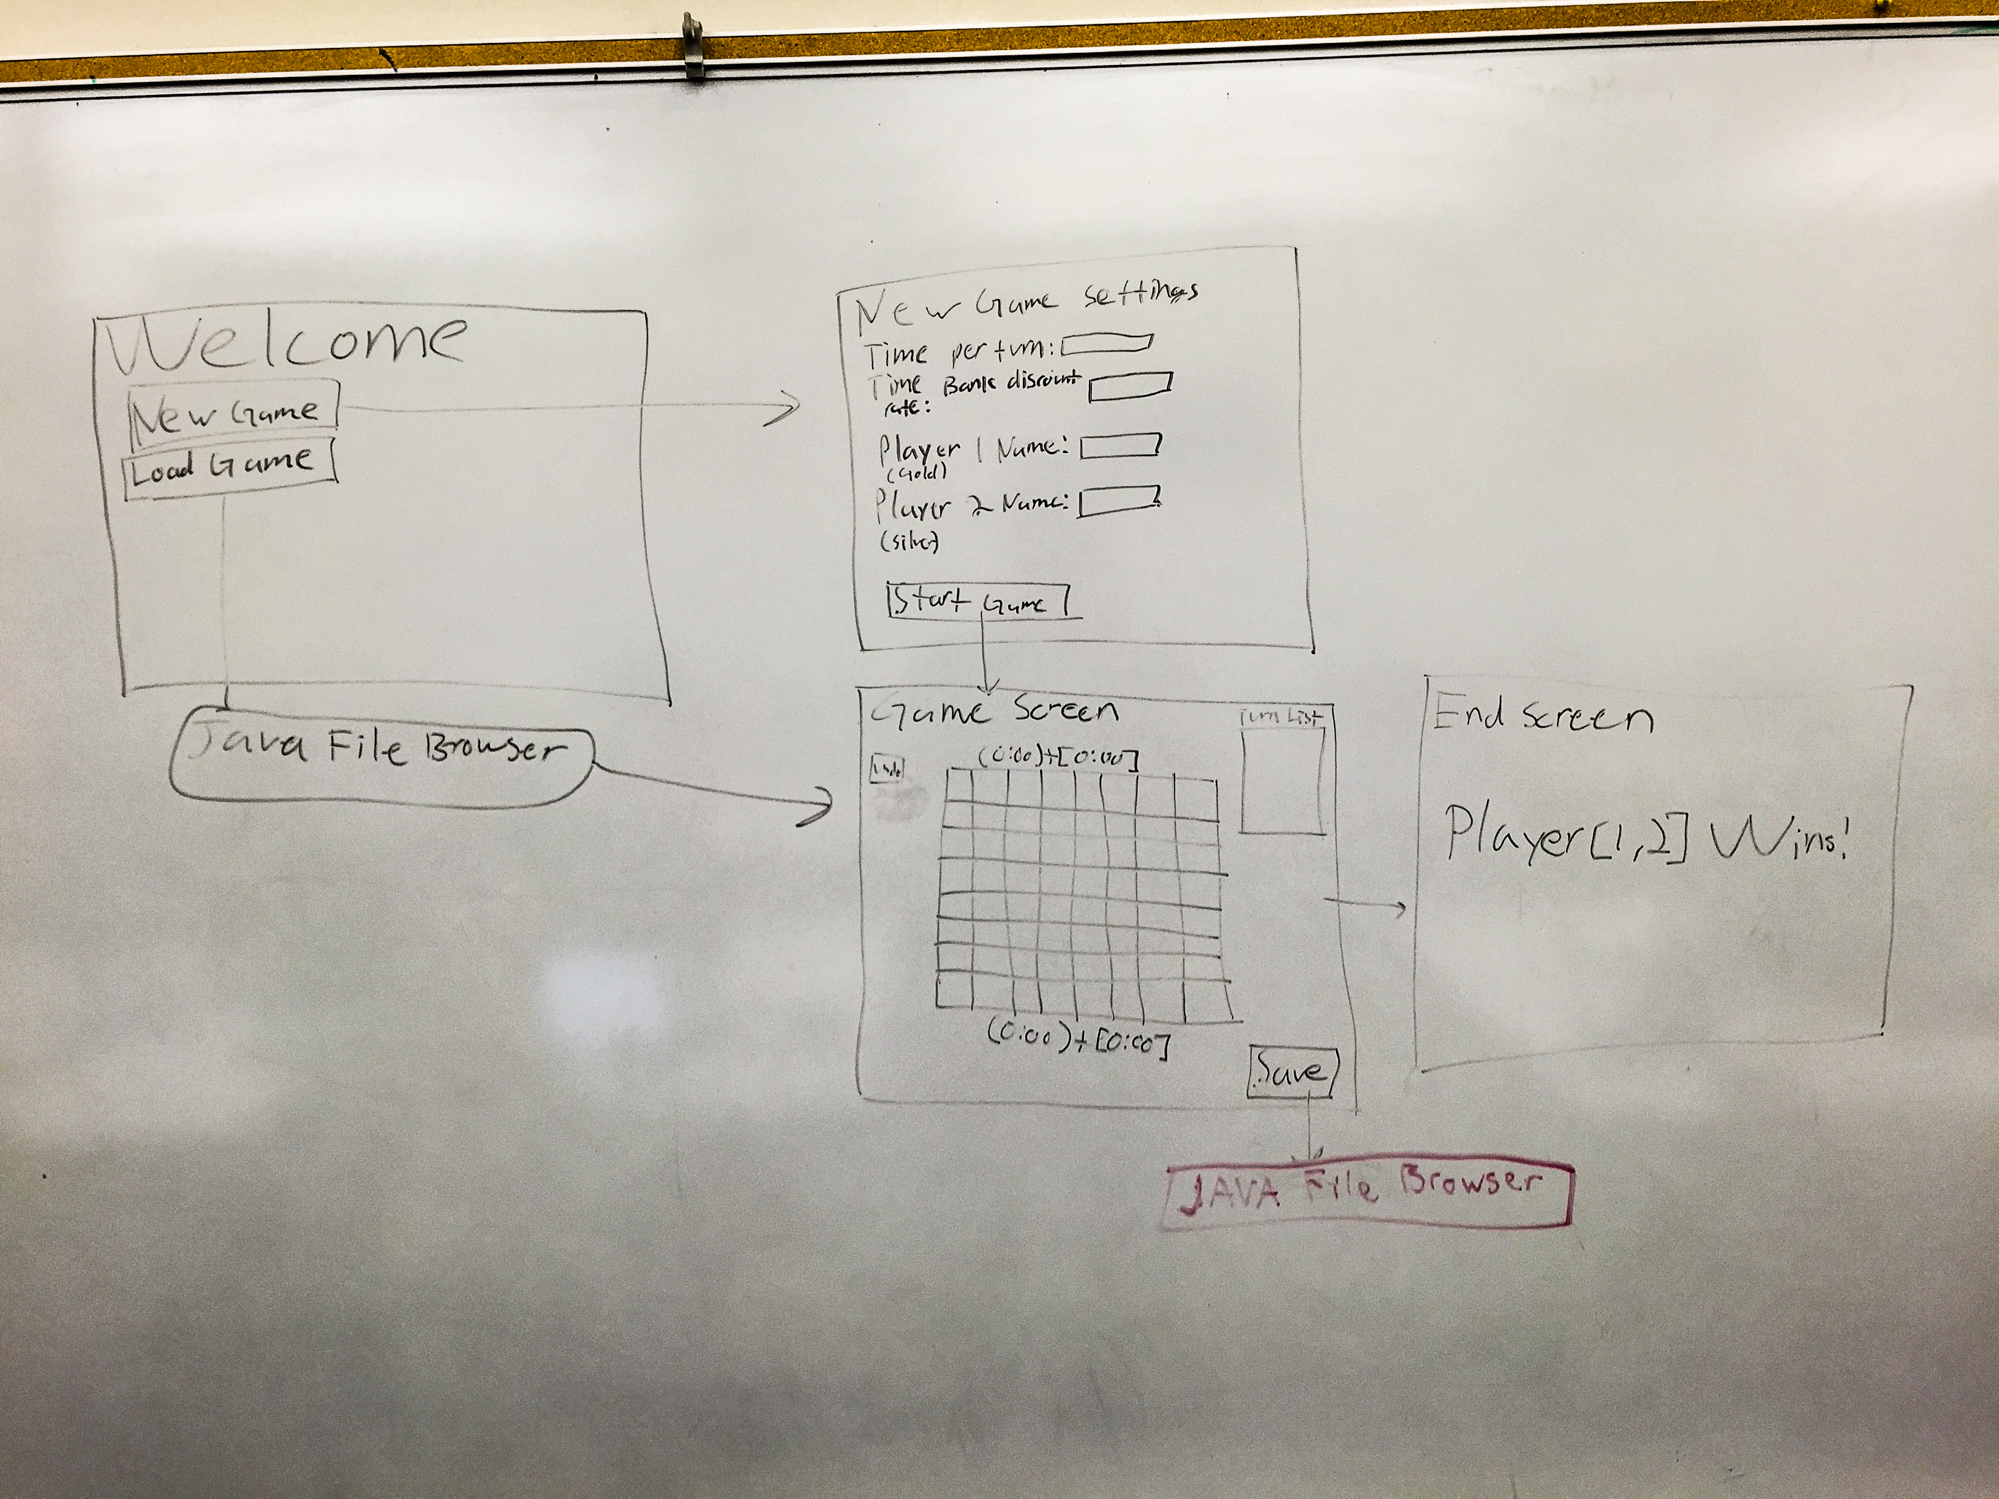 Welcome
New Game
Load Game
Java File Browser
New Game Settings
Time per turn:
Time Bank discount
rate:
Player 1 Name:
(Gold)
Player 2 Name:
(Silver)
Start Game
Game Screen
Turn List
Undo
(0:00)+[0:00]
(0:00)+[0:00]
Save
JAVA File Browser
End Screen
Player[1,2] Wins!